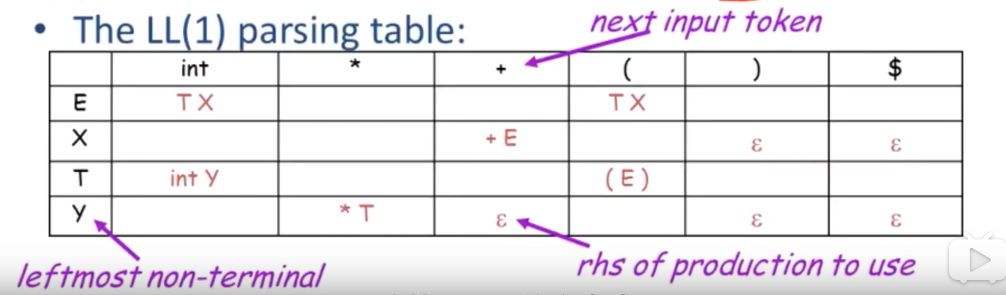 • The LL(1) parsing table:
next input token
int * + ( ) $
E T X T X
X + E ε ε
T int Y ( E )
Y * T ε ε ε
leftmost non-terminal
rhs of production to use